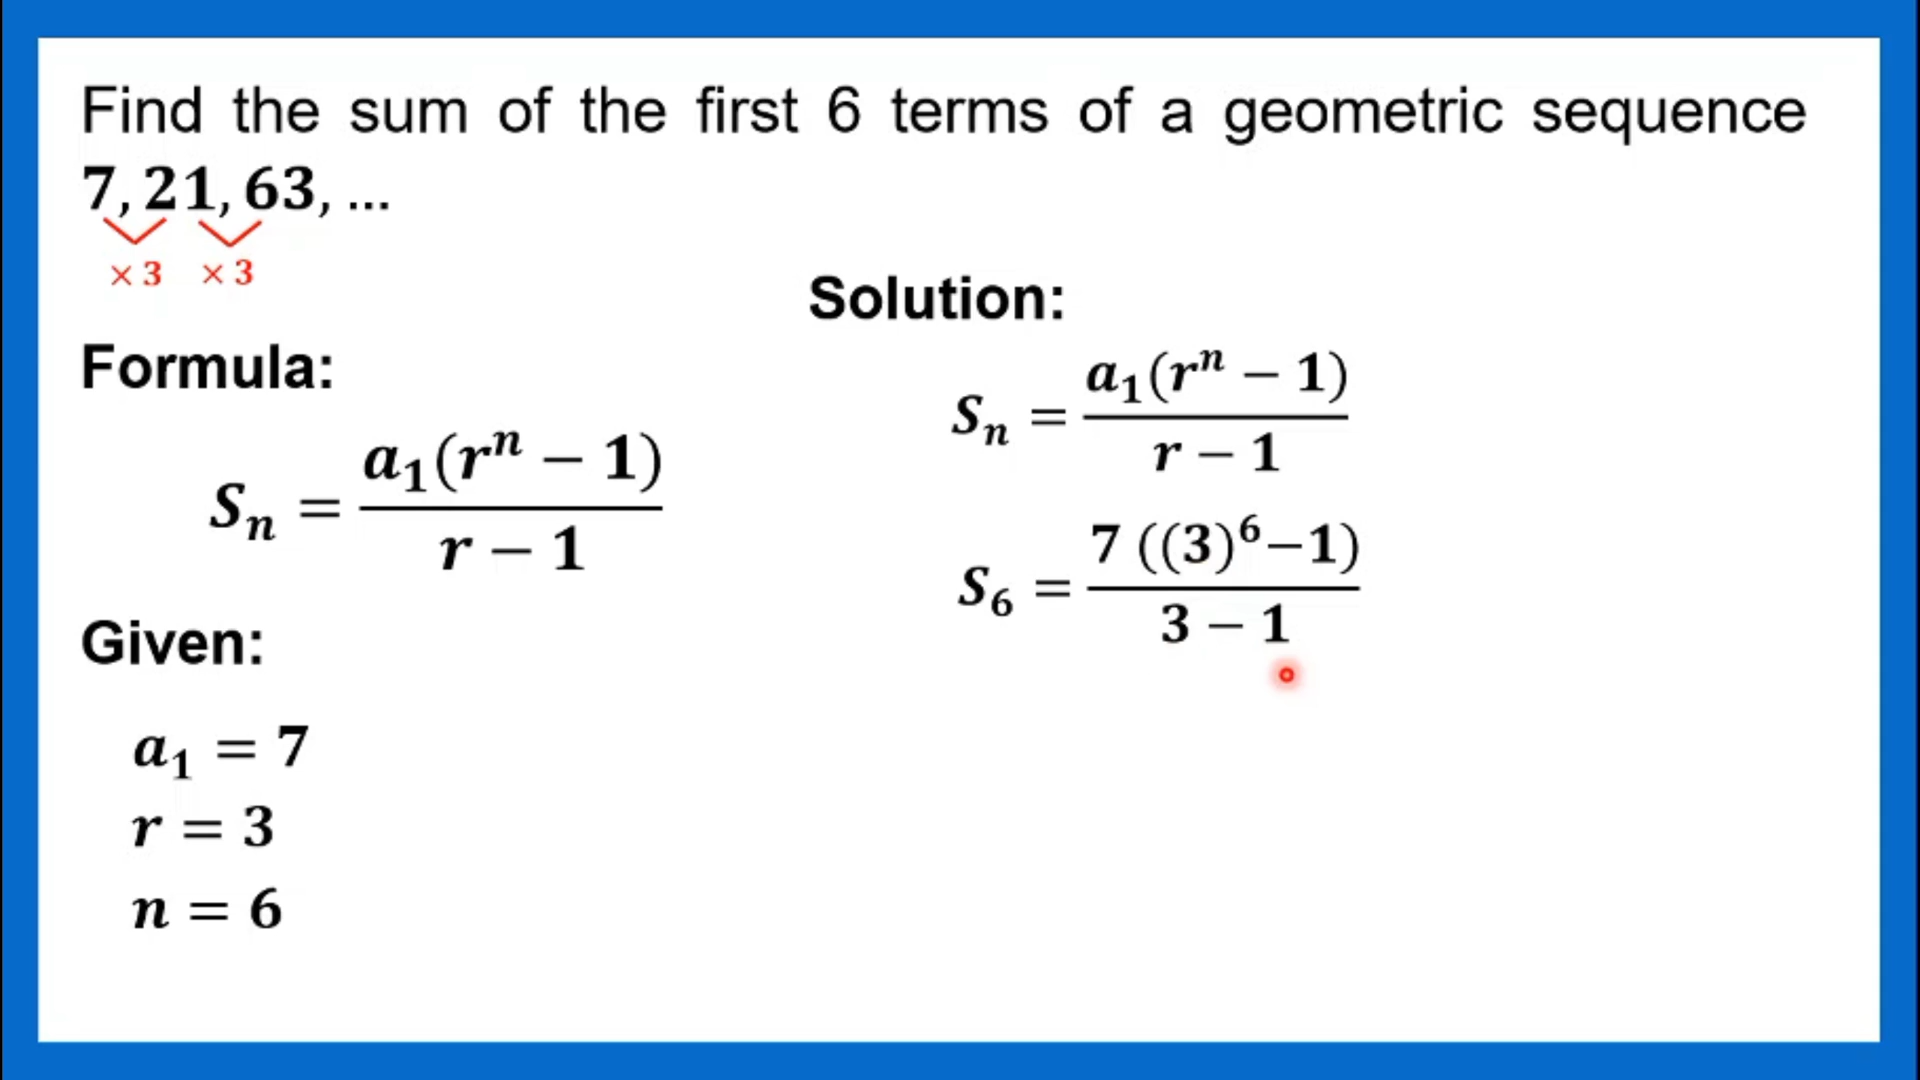 Find the sum of the first 6 terms of a geometric sequence
7, 21, 63, ...
× 3 × 3
Formula:
Sₙ = a₁(rⁿ − 1) / r − 1
Given:
a₁ = 7
r = 3
n = 6
Solution:
Sₙ = a₁(rⁿ − 1) / r − 1
S₆ = 7 ((3)⁶−1) / 3 − 1